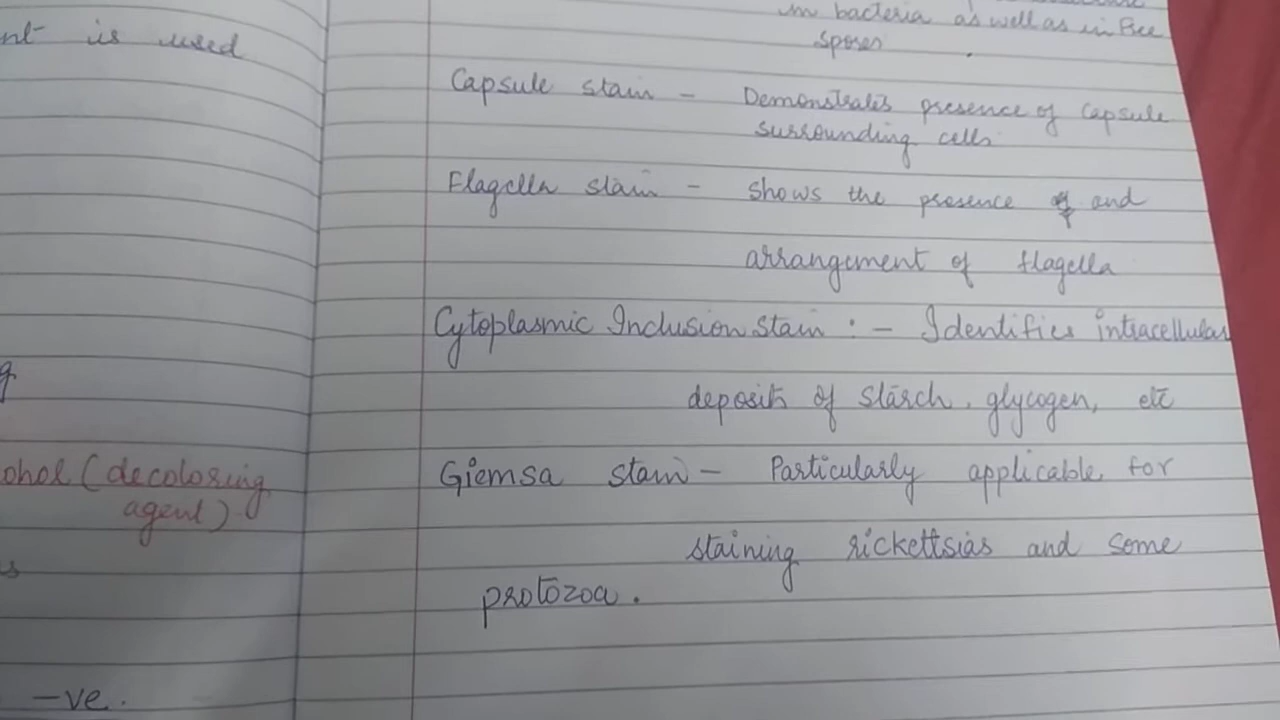 nt is used
ohol (decolosing
agent)
-ve.
in bacteria as well as in free
spores
Capsule stain - Demonstrates presence of capsule
surrounding cells
Flagella stain - shows the presence of and
arrangement of flagella
Cytoplasmic Inclusion Stain : - Identifies intracellular
deposits of starch, glycogen, etc
Giemsa stain - Particularly applicable for
staining rickettsias and some
protozoa.